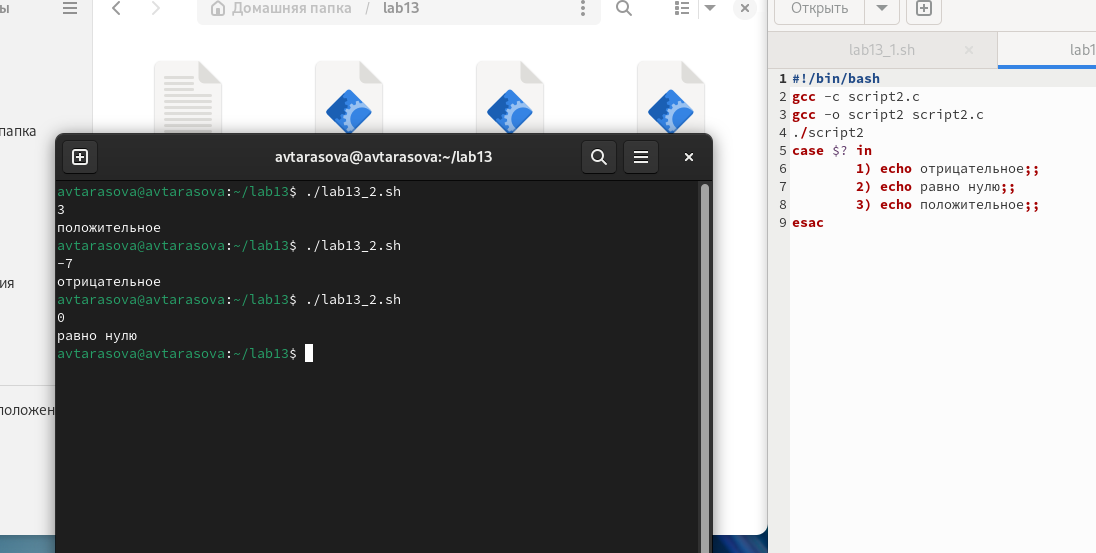 ы
Домашняя папка / lab13
папка
ия
положен
avtarasova@avtarasova:~/lab13
avtarasova@avtarasova:~/lab13$ ./lab13_2.sh
3
положительное
avtarasova@avtarasova:~/lab13$ ./lab13_2.sh
-7
отрицательное
avtarasova@avtarasova:~/lab13$ ./lab13_2.sh
0
равно нулю
avtarasova@avtarasova:~/lab13$
Открыть
lab13_1.sh
lab1
1 #!/bin/bash
2 gcc -c script2.c
3 gcc -o script2 script2.c
4 ./script2
5 case $? in
6 1) echo отрицательное;;
7 2) echo равно нулю;;
8 3) echo положительное;;
9 esac